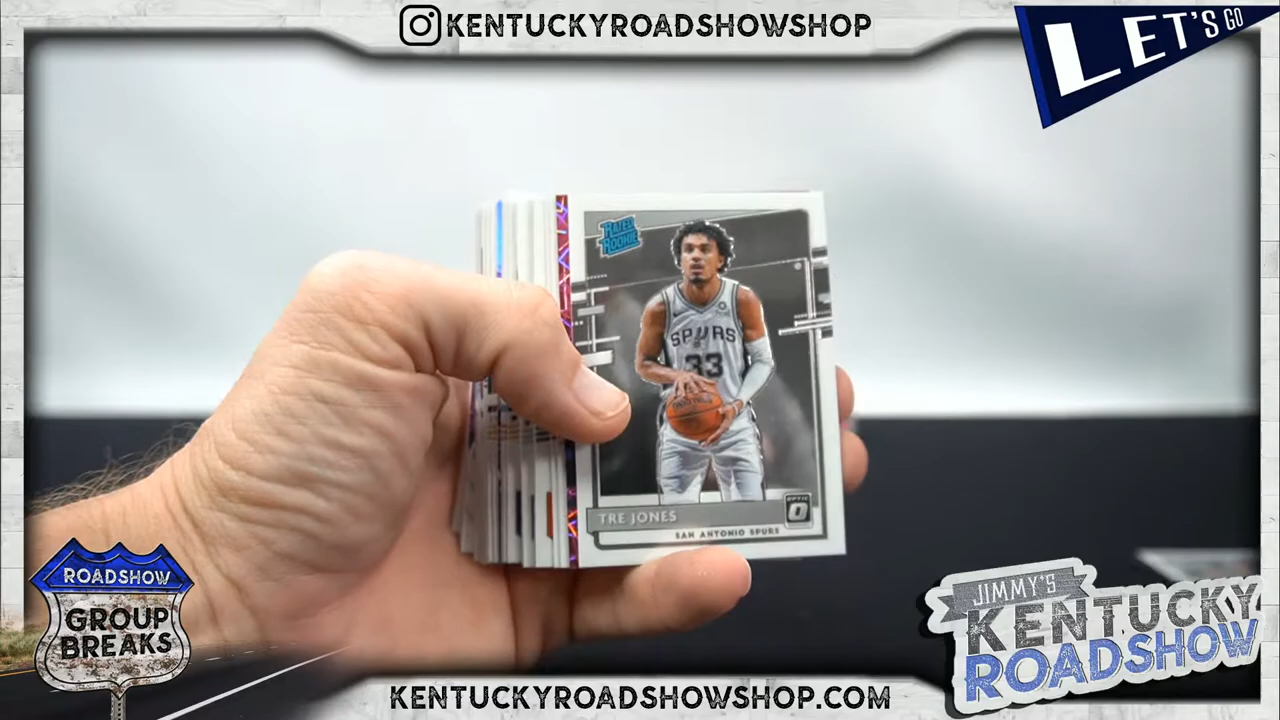 KENTUCKYROADSHOWSHOP
LET'S GO
RATED
ROOKIE
SPURS
33
TRE JONES
OPTIC
SAN ANTONIO SPURS
ROADSHOW
GROUP
BREAKS
JIMMY'S
KENTUCKY
ROADSHOW
KENTUCKYROADSHOWSHOP.COM